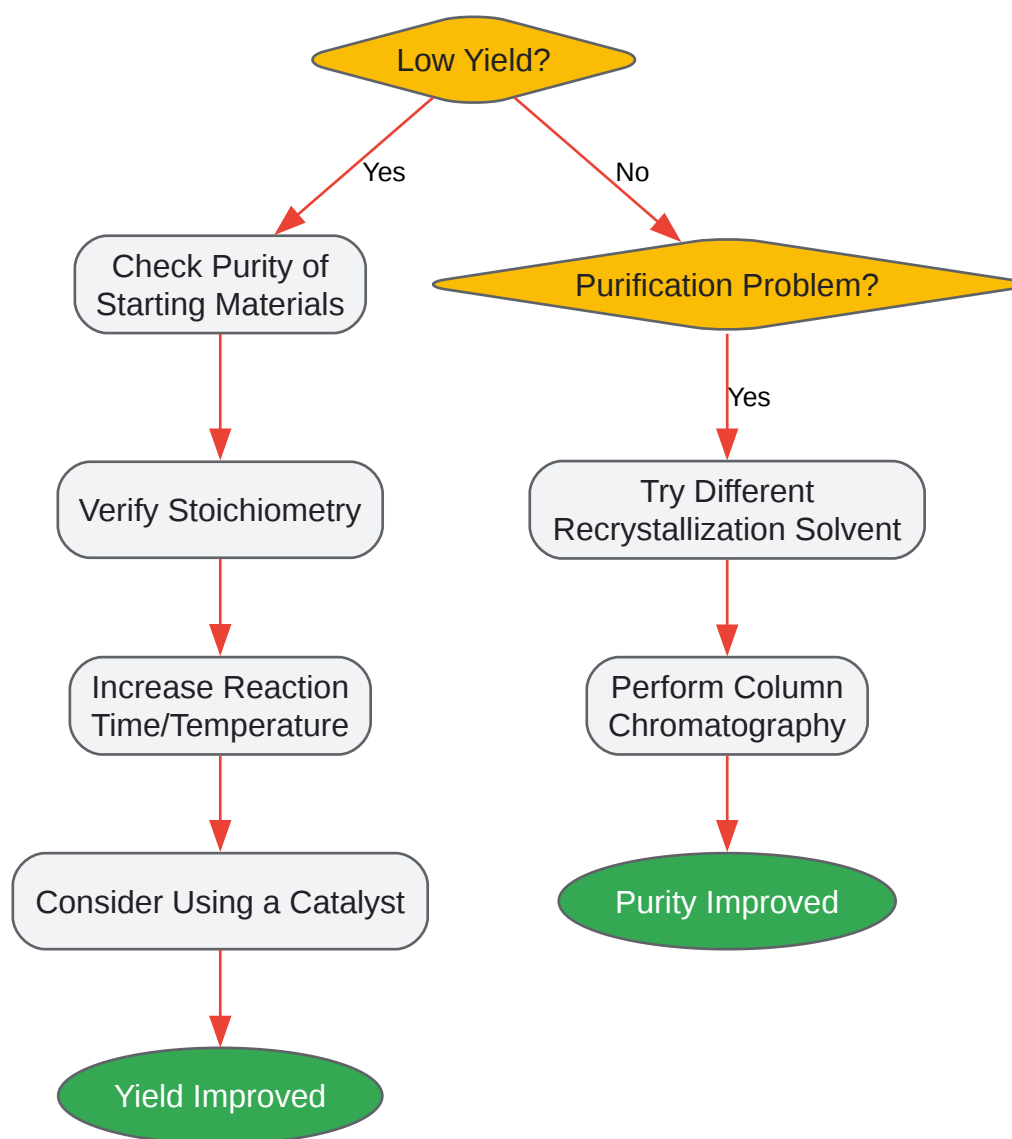 Low Yield?
Yes
No
Check Purity of
Starting Materials
Purification Problem?
Yes
Verify Stoichiometry
Try Different
Recrystallization Solvent
Increase Reaction
Time/Temperature
Perform Column
Chromatography
Consider Using a Catalyst
Purity Improved
Yield Improved